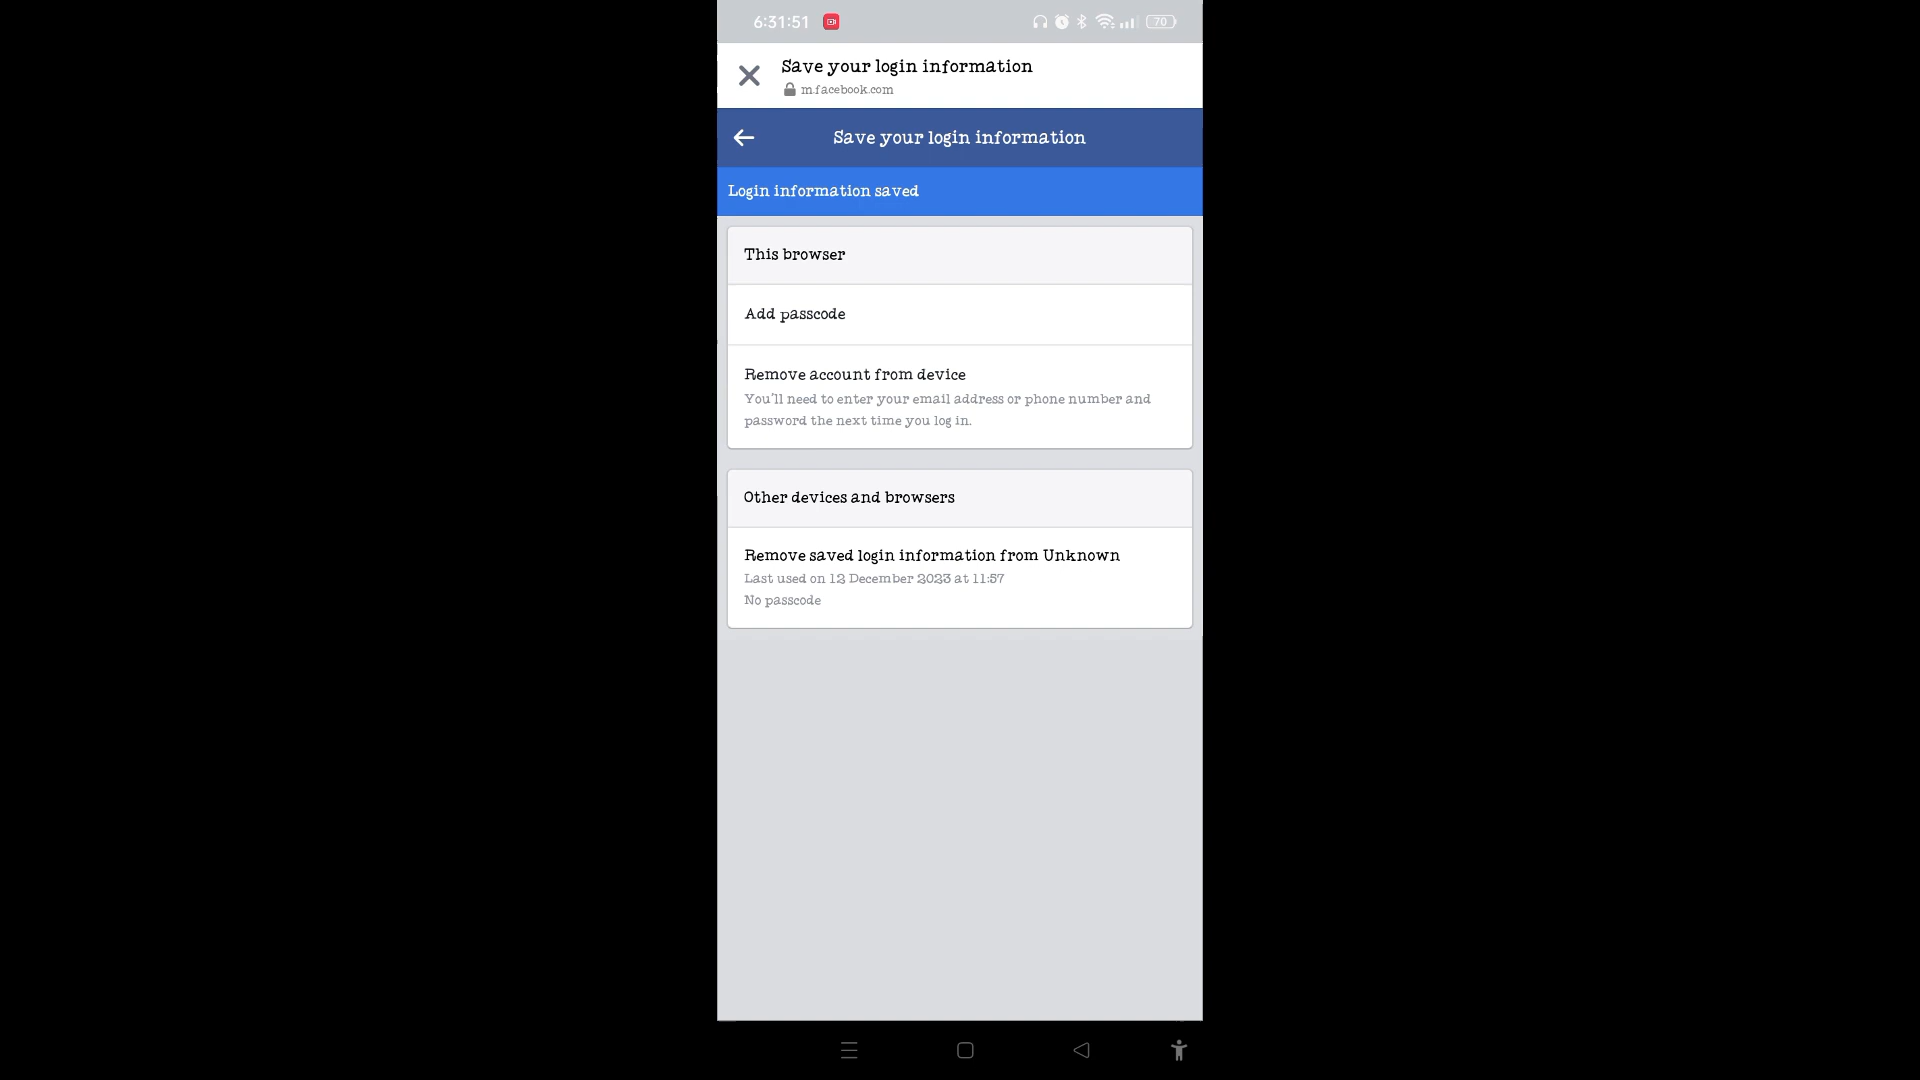 6:31:51
70
Save your login information
m.facebook.com
Save your login information
Login information saved
This browser
Add passcode
Remove account from device
You'll need to enter your email address or phone number and
password the next time you log in.
Other devices and browsers
Remove saved login information from Unknown
Last used on 12 December 2023 at 11:57
No passcode